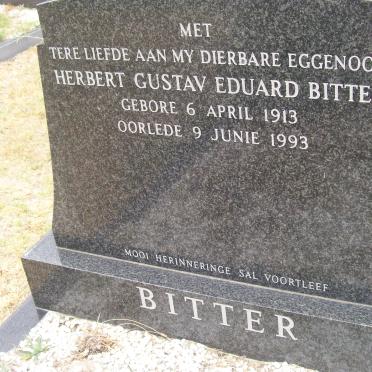 MET
TERE LIEFDE AAN MY DIERBARE EGGENOO
HERBERT GUSTAV EDUARD BITTE
GEBORE 6 APRIL 1913
OORLEDE 9 JUNIE 1993
MOOI HERINNERINGE SAL VOORTLEEF
BITTER